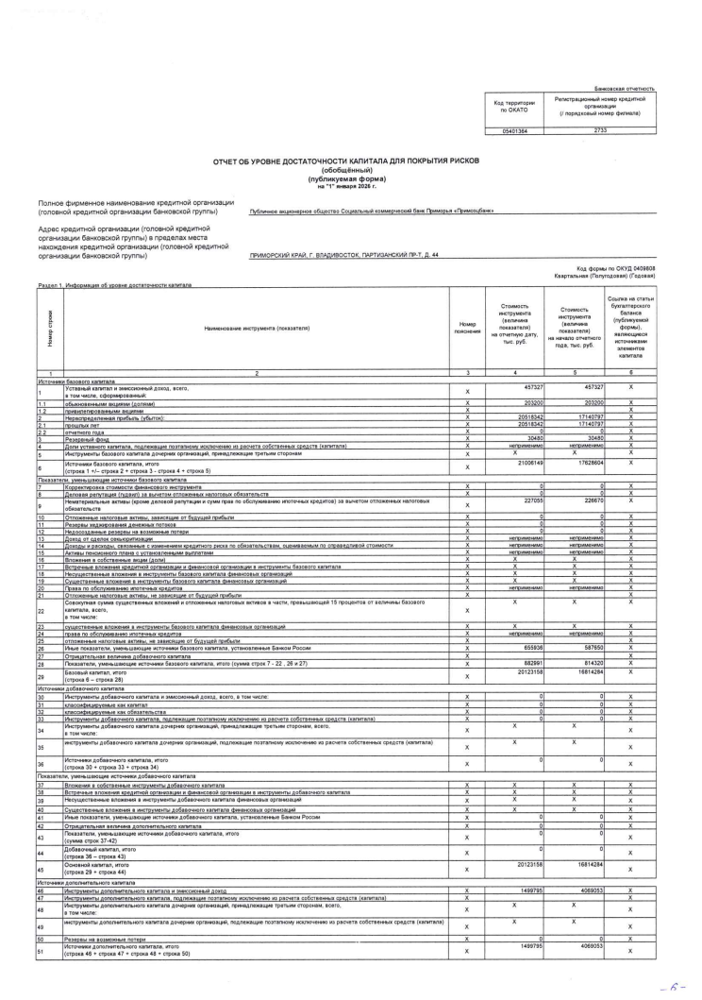 Банковская отчетность
Код территории по ОКАТО
Регистрационный номер кредитной организации (/ порядковый номер филиала)
05401364 2733
ОТЧЕТ ОБ УРОВНЕ ДОСТАТОЧНОСТИ КАПИТАЛА ДЛЯ ПОКРЫТИЯ РИСКОВ
(обобщённый)
(публикуемая форма)
на "1" января 2026 г.
Полное фирменное наименование кредитной организации
(головной кредитной организации банковской группы) Публичное акционерное общество Социальный коммерческий банк Приморья «Примсоцбанк»
Адрес кредитной организации (головной кредитной
организации банковской группы) в пределах места
нахождения кредитной организации (головной кредитной
организации банковской группы) ПРИМОРСКИЙ КРАЙ, Г. ВЛАДИВОСТОК, ПАРТИЗАНСКИЙ ПР-Т, Д. 44
Код формы по ОКУД 0409808
Квартальная (Полугодовая) (Годовая)
Раздел 1. Информация об уровне достаточности капитала
Номер строки
Наименование инструмента (показателя)
Номер пояснения
Стоимость инструмента (величина показателя) на отчетную дату, тыс. руб.
Стоимость инструмента (величина показателя) на начало отчетного года, тыс. руб.
Ссылка на статьи бухгалтерского баланса (публикуемой формы), являющиеся источниками элементов капитала
1 2 3 4 5 6
Источники базового капитала
1 Уставный капитал и эмиссионный доход, всего, в том числе, сформированный: X 457327 457327 X
1.1 обыкновенными акциями (долями) X 203200 203200 X
1.2 привилегированными акциями X X
2 Нераспределенная прибыль (убыток): X 20518342 17140797 X
2.1 прошлых лет X 20518342 17140797 X
2.2 отчетного года X 0 0 X
3 Резервный фонд X 30480 30480 X
4 Доли уставного капитала, подлежащие поэтапному исключению из расчета собственных средств (капитала) X неприменимо неприменимо X
5 Инструменты базового капитала дочерних организаций, принадлежащие третьим сторонам X X X X
6 Источники базового капитала, итого (строка 1 +/– строка 2 + строка 3 - строка 4 + строка 5) X 21006149 17628604 X
Показатели, уменьшающие источники базового капитала
7 Корректировка стоимости финансового инструмента X 0 0 X
8 Деловая репутация (гудвил) за вычетом отложенных налоговых обязательств X 0 0 X
9 Нематериальные активы (кроме деловой репутации и сумм прав по обслуживанию ипотечных кредитов) за вычетом отложенных налоговых обязательств X 227055 226670 X
10 Отложенные налоговые активы, зависящие от будущей прибыли X 0 0 X
11 Резервы хеджирования денежных потоков X 0 0 X
12 Недосозданные резервы на возможные потери X 0 0 X
13 Доход от сделок секьюритизации X неприменимо неприменимо X
14 Доходы и расходы, связанные с изменением кредитного риска по обязательствам, оцениваемым по справедливой стоимости X неприменимо неприменимо X
15 Активы пенсионного плана с установленными выплатами X неприменимо неприменимо X
16 Вложения в собственные акции (доли) X X X X
17 Встречные вложения кредитной организации и финансовой организации в инструменты базового капитала X X X X
18 Несущественные вложения в инструменты базового капитала финансовых организаций X X X X
19 Существенные вложения в инструменты базового капитала финансовых организаций X X X X
20 Права по обслуживанию ипотечных кредитов X неприменимо неприменимо X
21 Отложенные налоговые активы, не зависящие от будущей прибыли X X
22 Совокупная сумма существенных вложений и отложенных налоговых активов в части, превышающей 15 процентов от величины базового капитала, всего, в том числе: X X X X
23 существенные вложения в инструменты базового капитала финансовых организаций X X X X
24 права по обслуживанию ипотечных кредитов X неприменимо неприменимо X
25 отложенные налоговые активы, не зависящие от будущей прибыли X X
26 Иные показатели, уменьшающие источники базового капитала, установленные Банком России X 655936 587650 X
27 Отрицательная величина добавочного капитала X X
28 Показатели, уменьшающие источники базового капитала, итого (сумма строк 7 - 22 , 26 и 27) X 882991 814320 X
29 Базовый капитал, итого (строка 6 – строка 28) X 20123158 16814284 X
Источники добавочного капитала
30 Инструменты добавочного капитала и эмиссионный доход, всего, в том числе: X 0 0 X
31 классифицируемые как капитал X 0 0 X
32 классифицируемые как обязательства X 0 0 X
33 Инструменты добавочного капитала, подлежащие поэтапному исключению из расчета собственных средств (капитала) X 0 0 X
34 Инструменты добавочного капитала дочерних организаций, принадлежащие третьим сторонам, всего, в том числе: X X X X
35 инструменты добавочного капитала дочерних организаций, подлежащие поэтапному исключению из расчета собственных средств (капитала) X X X X
36 Источники добавочного капитала, итого (строка 30 + строка 33 + строка 34) X 0 0 X
Показатели, уменьшающие источники добавочного капитала
37 Вложения в собственные инструменты добавочного капитала X X X X
38 Встречные вложения кредитной организации и финансовой организации в инструменты добавочного капитала X X X X
39 Несущественные вложения в инструменты добавочного капитала финансовых организаций X X X X
40 Существенные вложения в инструменты добавочного капитала финансовых организаций X X X X
41 Иные показатели, уменьшающие источники добавочного капитала, установленные Банком России X 0 0 X
42 Отрицательная величина дополнительного капитала X 0 0 X
43 Показатели, уменьшающие источники добавочного капитала, итого (сумма строк 37-42) X 0 0 X
44 Добавочный капитал, итого (строка 36 – строка 43) X 0 0 X
45 Основной капитал, итого (строка 29 + строка 44) X 20123158 16814284 X
Источники дополнительного капитала
46 Инструменты дополнительного капитала и эмиссионный доход X 1499795 4069053 X
47 Инструменты дополнительного капитала, подлежащие поэтапному исключению из расчета собственных средств (капитала) X X
48 Инструменты дополнительного капитала дочерних организаций, принадлежащие третьим сторонам, всего, в том числе: X X X X
49 инструменты дополнительного капитала дочерних организаций, подлежащие поэтапному исключению из расчета собственных средств (капитала) X X X X
50 Резервы на возможные потери X 0 0 X
51 Источники дополнительного капитала, итого (строка 46 + строка 47 + строка 48 + строка 50) X 1499795 4069053 X
– 6 –